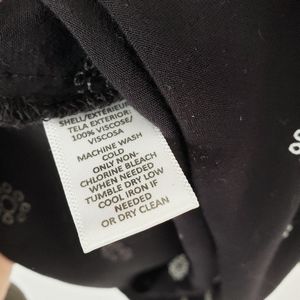 SHELL/EXTÉRIEUR
TELA EXTERIOR:
100% VISCOSE/
VISCOSA
MACHINE WASH
COLD
ONLY NON-
CHLORINE BLEACH
WHEN NEEDED
TUMBLE DRY LOW
COOL IRON IF
NEEDED
OR DRY CLEAN